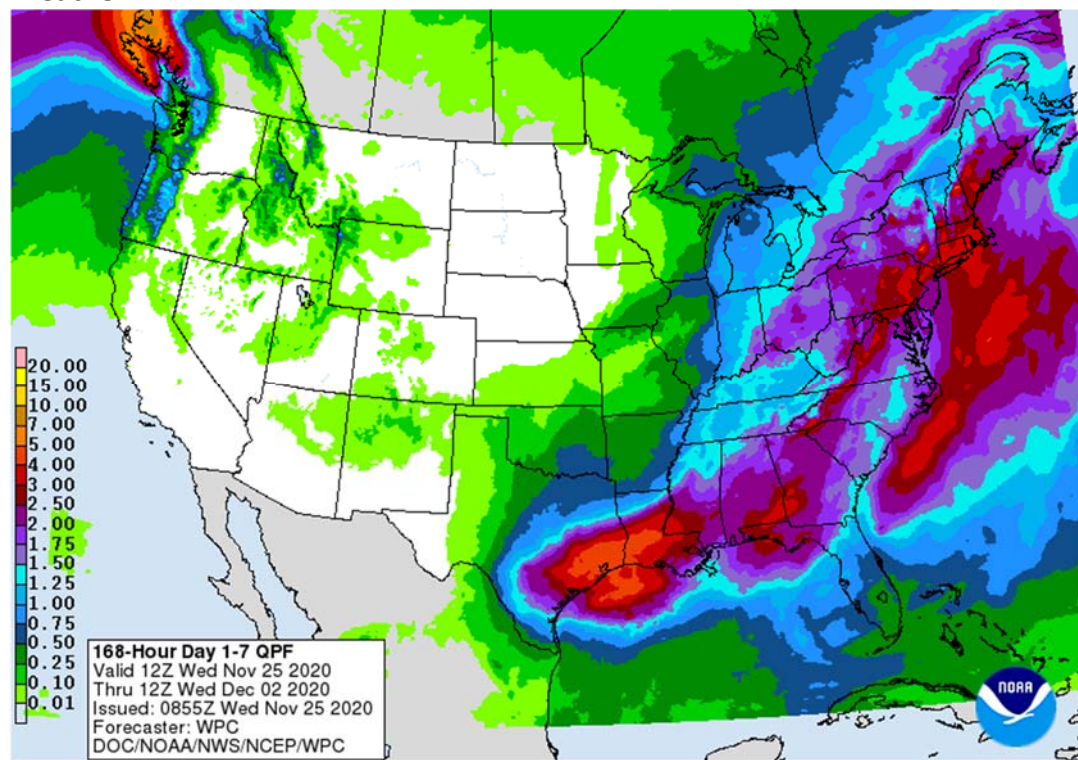 20.00
15.00
10.00
7.00
5.00
4.00
3.00
2.50
2.00
1.75
1.50
1.25
1.00
0.75
0.50
0.25
0.10
0.01
168-Hour Day 1-7 QPF
Valid 12Z Wed Nov 25 2020
Thru 12Z Wed Dec 02 2020
Issued: 0855Z Wed Nov 25 2020
Forecaster: WPC
DOC/NOAA/NWS/NCEP/WPC
NOAA